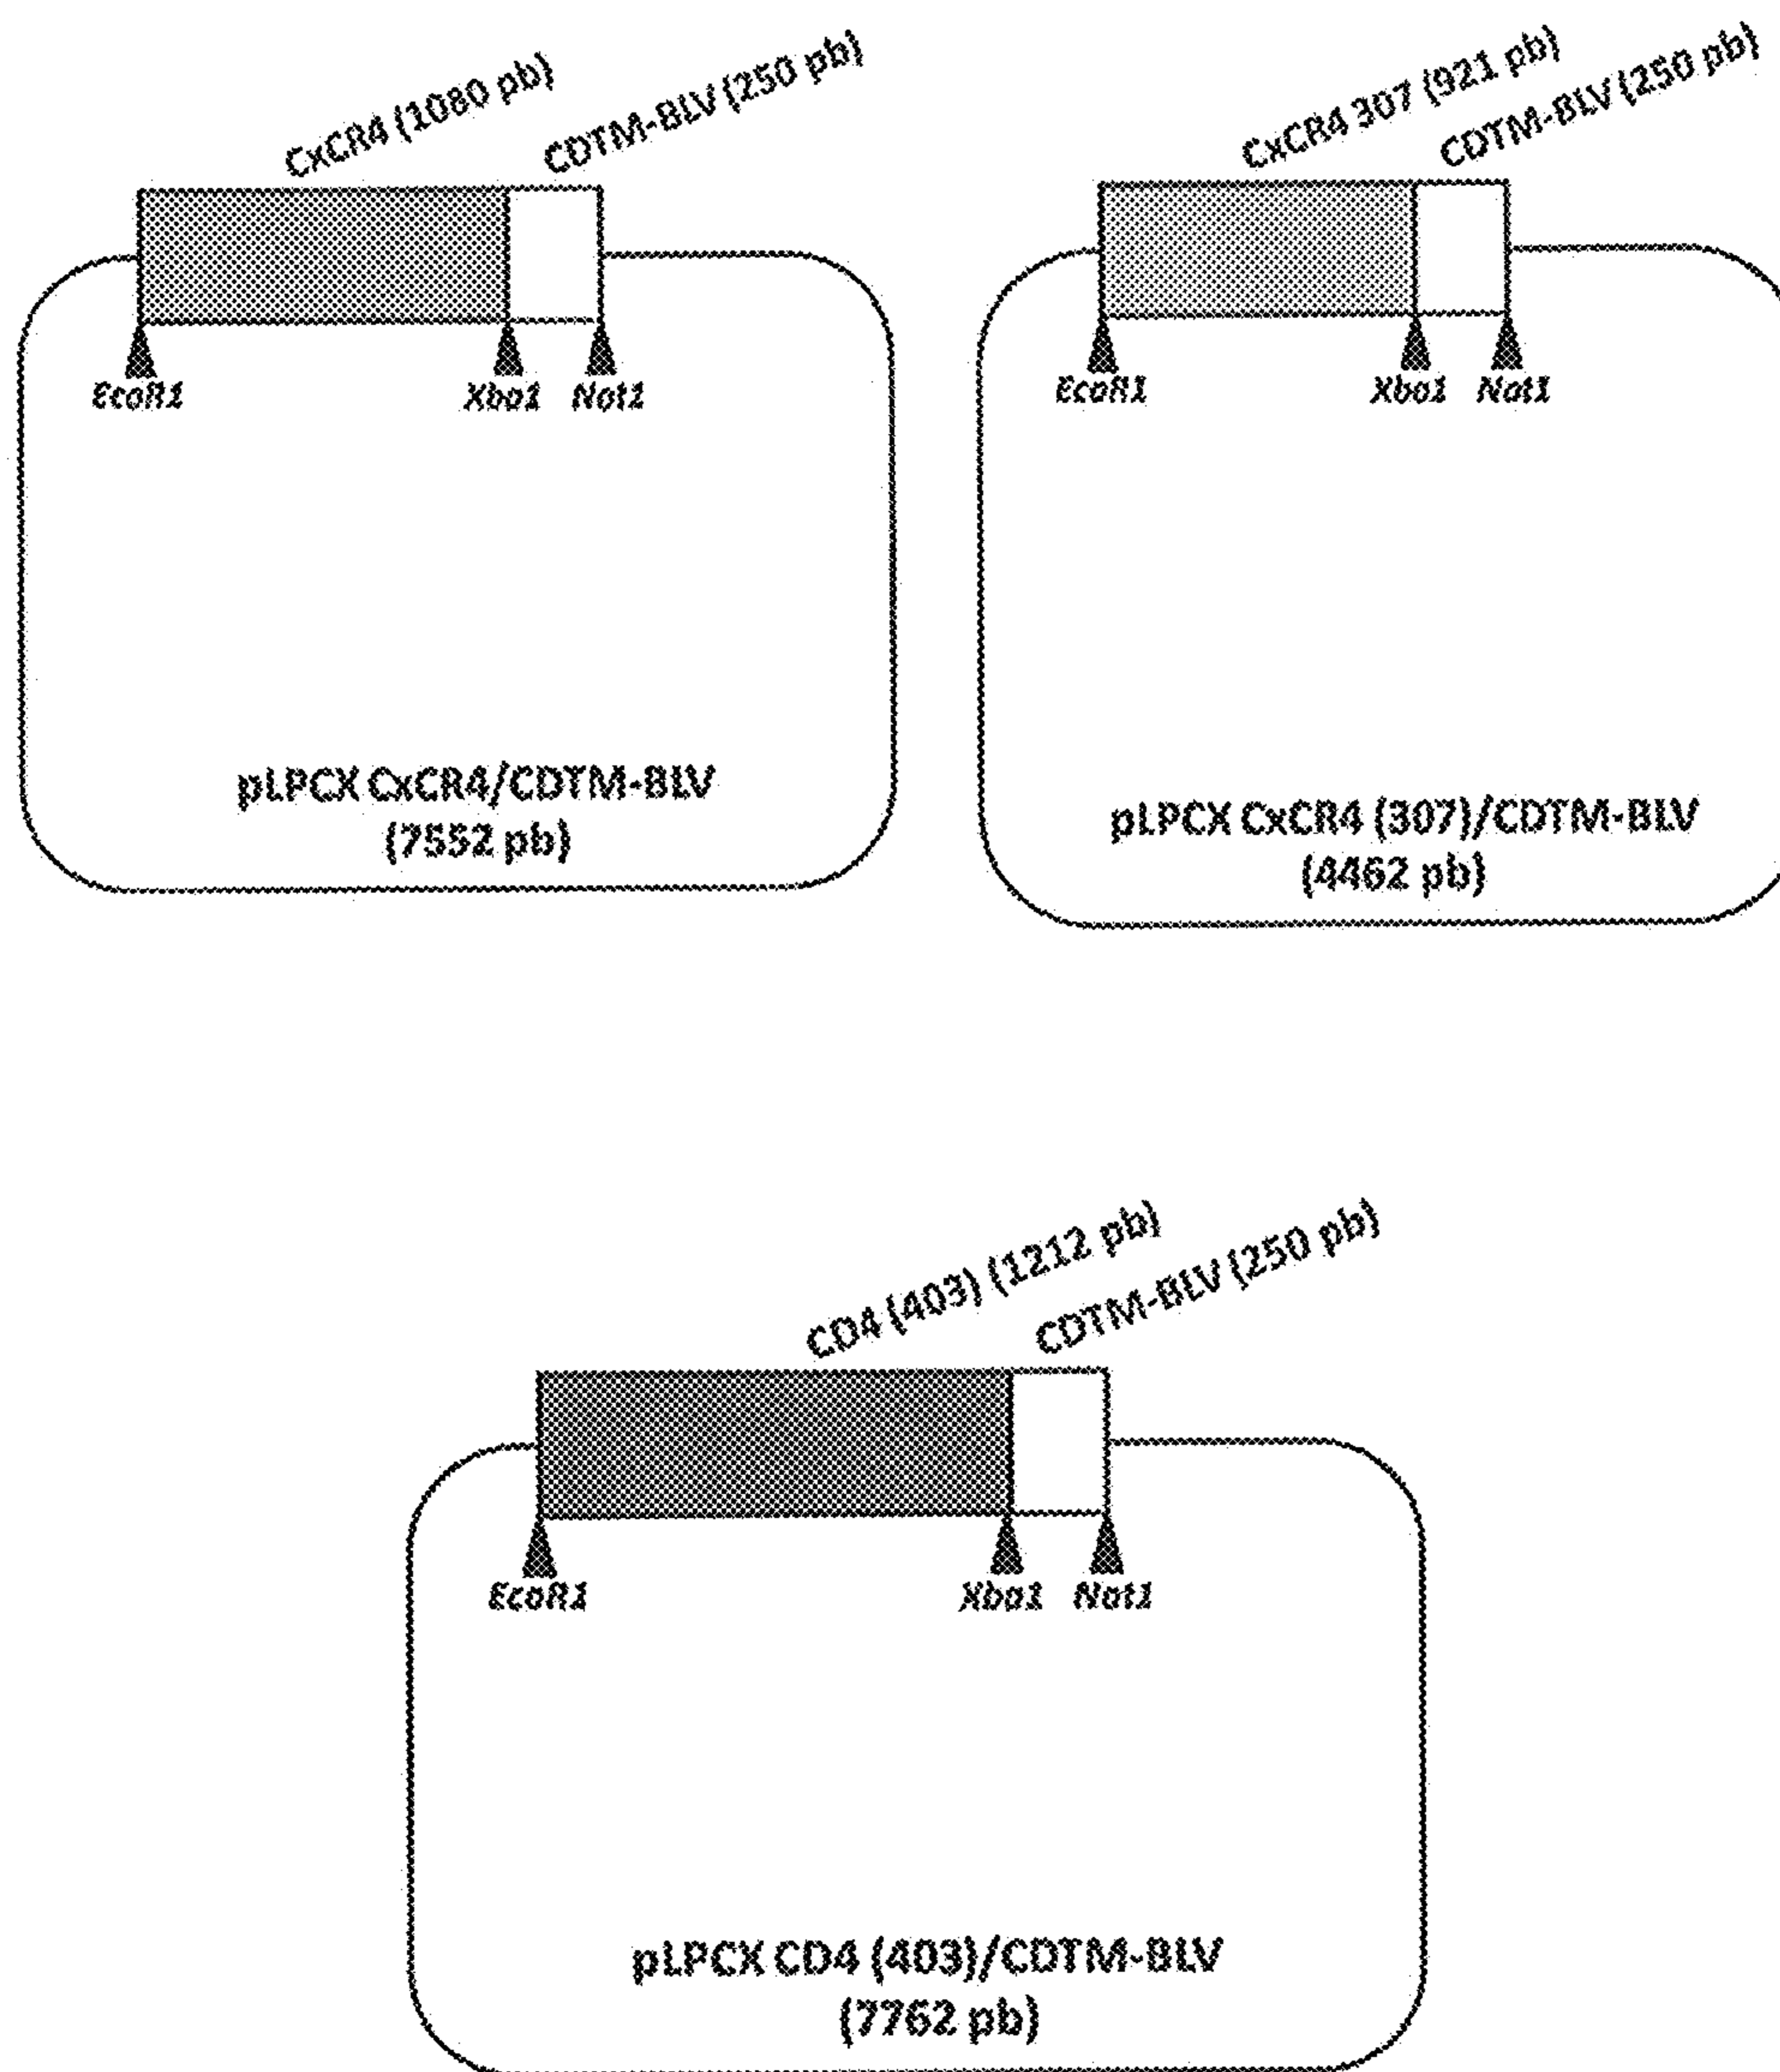 CxCR4 (1080 pb)
CDTM-BLV (250 pb)
EcoR1
Xba1
Not1
pLPCX CxCR4/CDTM-BLV
(7552 pb)
CxCR4 307 (921 pb)
CDTM-BLV (250 pb)
EcoR1
Xba1
Not1
pLPCX CxCR4 (307)/CDTM-BLV
(4462 pb)
CD4 (403) (1212 pb)
CDTM-BLV (250 pb)
EcoR1
Xba1
Not1
pLPCX CD4 (403)/CDTM-BLV
(7762 pb)